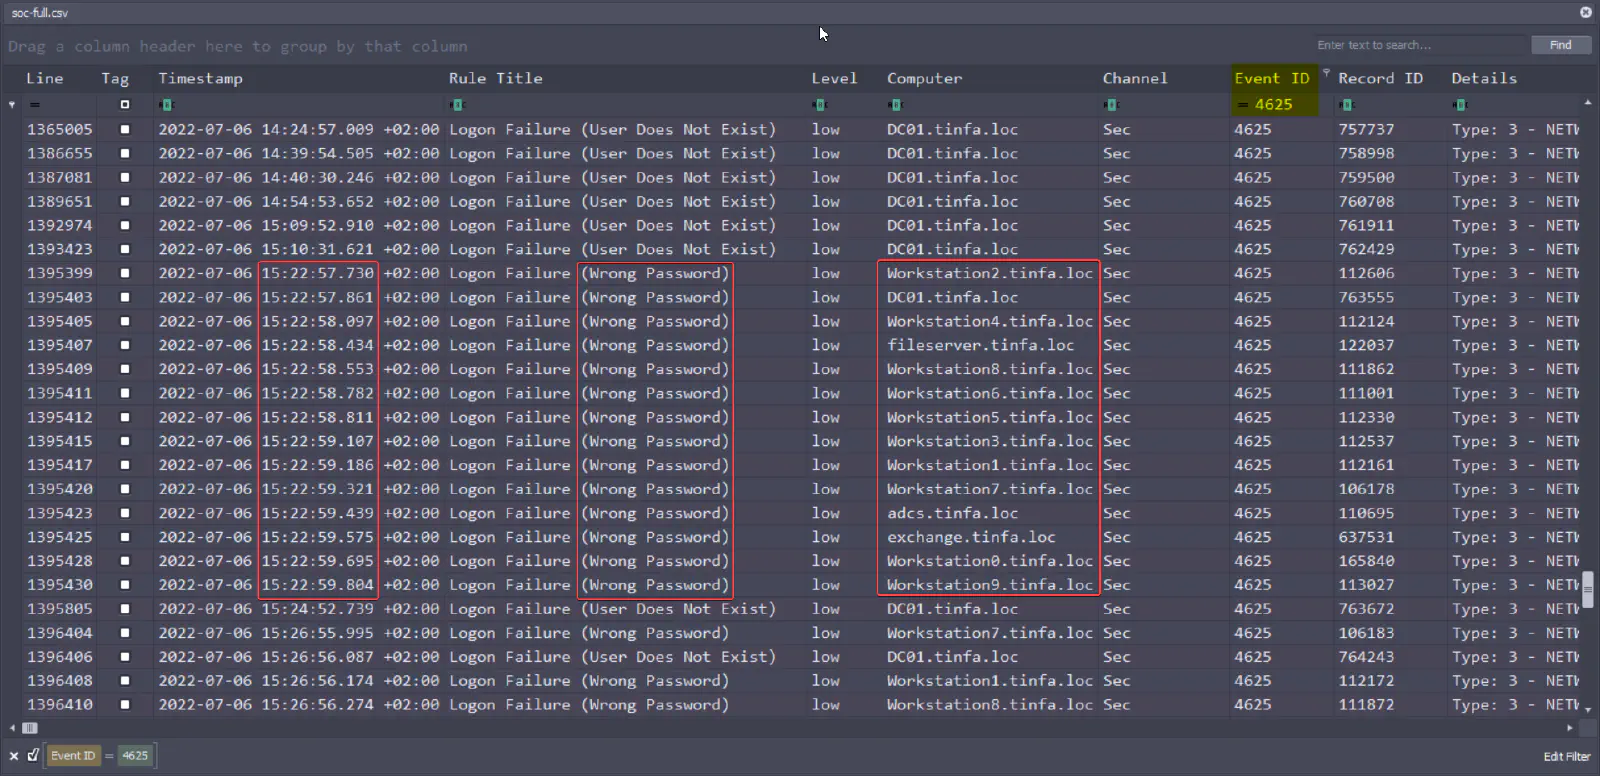 soc-full.csv
Drag a column header here to group by that column
Enter text to search...
Find
Line Tag Timestamp Rule Title Level Computer Channel Event ID Record ID Details
= 4625
1365005 2022-07-06 14:24:57.009 +02:00 Logon Failure (User Does Not Exist) low DC01.tinfa.loc Sec 4625 757737 Type: 3 - NETW
1386655 2022-07-06 14:39:54.505 +02:00 Logon Failure (User Does Not Exist) low DC01.tinfa.loc Sec 4625 758998 Type: 3 - NETW
1387081 2022-07-06 14:40:30.246 +02:00 Logon Failure (User Does Not Exist) low DC01.tinfa.loc Sec 4625 759500 Type: 3 - NETW
1389651 2022-07-06 14:54:53.652 +02:00 Logon Failure (User Does Not Exist) low DC01.tinfa.loc Sec 4625 760708 Type: 3 - NETW
1392974 2022-07-06 15:09:52.910 +02:00 Logon Failure (User Does Not Exist) low DC01.tinfa.loc Sec 4625 761911 Type: 3 - NETW
1393423 2022-07-06 15:10:31.621 +02:00 Logon Failure (User Does Not Exist) low DC01.tinfa.loc Sec 4625 762429 Type: 3 - NETW
1395399 2022-07-06 15:22:57.730 +02:00 Logon Failure (Wrong Password) low Workstation2.tinfa.loc Sec 4625 112606 Type: 3 - NETW
1395403 2022-07-06 15:22:57.861 +02:00 Logon Failure (Wrong Password) low DC01.tinfa.loc Sec 4625 763555 Type: 3 - NETW
1395405 2022-07-06 15:22:58.097 +02:00 Logon Failure (Wrong Password) low Workstation4.tinfa.loc Sec 4625 112124 Type: 3 - NETW
1395407 2022-07-06 15:22:58.434 +02:00 Logon Failure (Wrong Password) low fileserver.tinfa.loc Sec 4625 122037 Type: 3 - NETW
1395409 2022-07-06 15:22:58.553 +02:00 Logon Failure (Wrong Password) low Workstation8.tinfa.loc Sec 4625 111862 Type: 3 - NETW
1395411 2022-07-06 15:22:58.782 +02:00 Logon Failure (Wrong Password) low Workstation6.tinfa.loc Sec 4625 111001 Type: 3 - NETW
1395412 2022-07-06 15:22:58.811 +02:00 Logon Failure (Wrong Password) low Workstation5.tinfa.loc Sec 4625 112330 Type: 3 - NETW
1395415 2022-07-06 15:22:59.107 +02:00 Logon Failure (Wrong Password) low Workstation3.tinfa.loc Sec 4625 112537 Type: 3 - NETW
1395417 2022-07-06 15:22:59.186 +02:00 Logon Failure (Wrong Password) low Workstation1.tinfa.loc Sec 4625 112161 Type: 3 - NETW
1395420 2022-07-06 15:22:59.321 +02:00 Logon Failure (Wrong Password) low Workstation7.tinfa.loc Sec 4625 106178 Type: 3 - NETW
1395423 2022-07-06 15:22:59.439 +02:00 Logon Failure (Wrong Password) low adcs.tinfa.loc Sec 4625 110695 Type: 3 - NETW
1395425 2022-07-06 15:22:59.575 +02:00 Logon Failure (Wrong Password) low exchange.tinfa.loc Sec 4625 637531 Type: 3 - NETW
1395428 2022-07-06 15:22:59.695 +02:00 Logon Failure (Wrong Password) low Workstation0.tinfa.loc Sec 4625 165840 Type: 3 - NETW
1395430 2022-07-06 15:22:59.804 +02:00 Logon Failure (Wrong Password) low Workstation9.tinfa.loc Sec 4625 113027 Type: 3 - NETW
1395805 2022-07-06 15:24:52.739 +02:00 Logon Failure (User Does Not Exist) low DC01.tinfa.loc Sec 4625 763672 Type: 3 - NETW
1396404 2022-07-06 15:26:55.995 +02:00 Logon Failure (Wrong Password) low Workstation7.tinfa.loc Sec 4625 106183 Type: 3 - NETW
1396406 2022-07-06 15:26:56.087 +02:00 Logon Failure (User Does Not Exist) low DC01.tinfa.loc Sec 4625 764243 Type: 3 - NETW
1396408 2022-07-06 15:26:56.174 +02:00 Logon Failure (Wrong Password) low Workstation1.tinfa.loc Sec 4625 112172 Type: 3 - NETW
1396410 2022-07-06 15:26:56.274 +02:00 Logon Failure (Wrong Password) low Workstation8.tinfa.loc Sec 4625 111872 Type: 3 - NETW
Event ID = 4625
Edit Filter